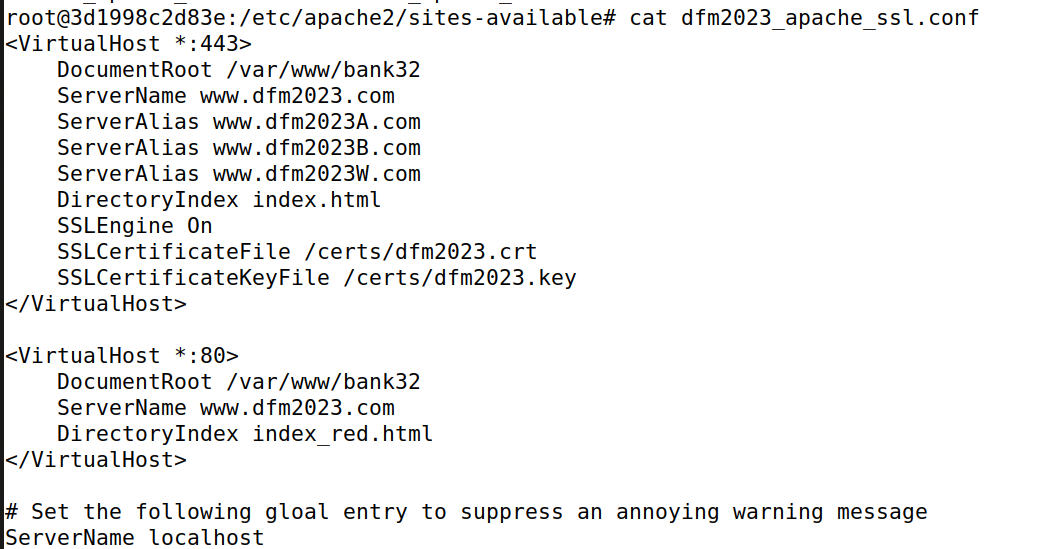 root@3d1998c2d83e:/etc/apache2/sites-available# cat dfm2023_apache_ssl.conf
<VirtualHost *:443>
    DocumentRoot /var/www/bank32
    ServerName www.dfm2023.com
    ServerAlias www.dfm2023A.com
    ServerAlias www.dfm2023B.com
    ServerAlias www.dfm2023W.com
    DirectoryIndex index.html
    SSLEngine On
    SSLCertificateFile /certs/dfm2023.crt
    SSLCertificateKeyFile /certs/dfm2023.key
</VirtualHost>

<VirtualHost *:80>
    DocumentRoot /var/www/bank32
    ServerName www.dfm2023.com
    DirectoryIndex index_red.html
</VirtualHost>

# Set the following gloal entry to suppress an annoying warning message
ServerName localhost